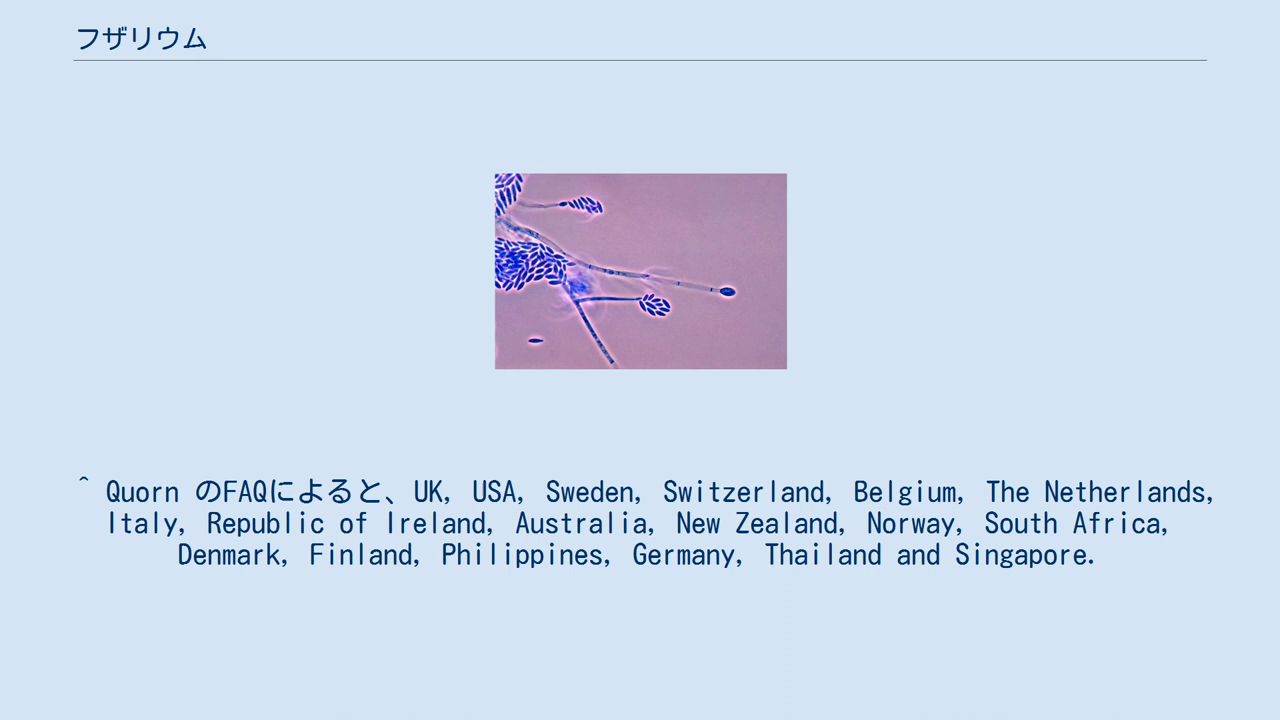 フザリウム
^ Quorn のFAQによると、UK, USA, Sweden, Switzerland, Belgium, The Netherlands,
Italy, Republic of Ireland, Australia, New Zealand, Norway, South Africa,
Denmark, Finland, Philippines, Germany, Thailand and Singapore.